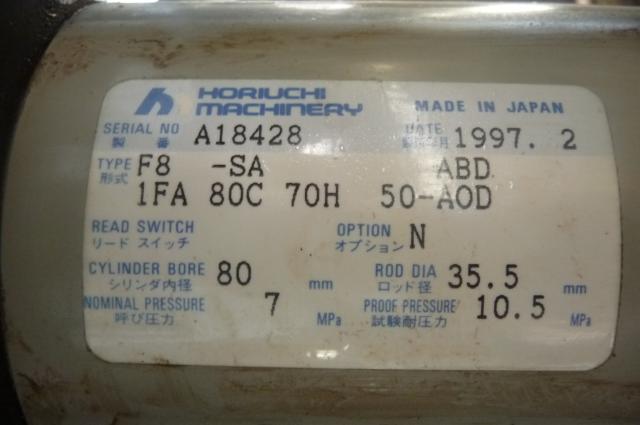 HORIUCHI
MACHINERY
MADE IN JAPAN
SERIAL NO A18428 DATE 1997. 2
製 番
TYPE F8 -SA ABD
形式 1FA 80C 70H 50-AOD
READ SWITCH OPTION N
リード スイッチ オプション
CYLINDER BORE 80 mm ROD DIA 35.5 mm
シリンダ内径 ロッド径
NOMINAL PRESSURE 7 MPa PROOF PRESSURE 10.5 MPa
呼び圧力 試験耐圧力